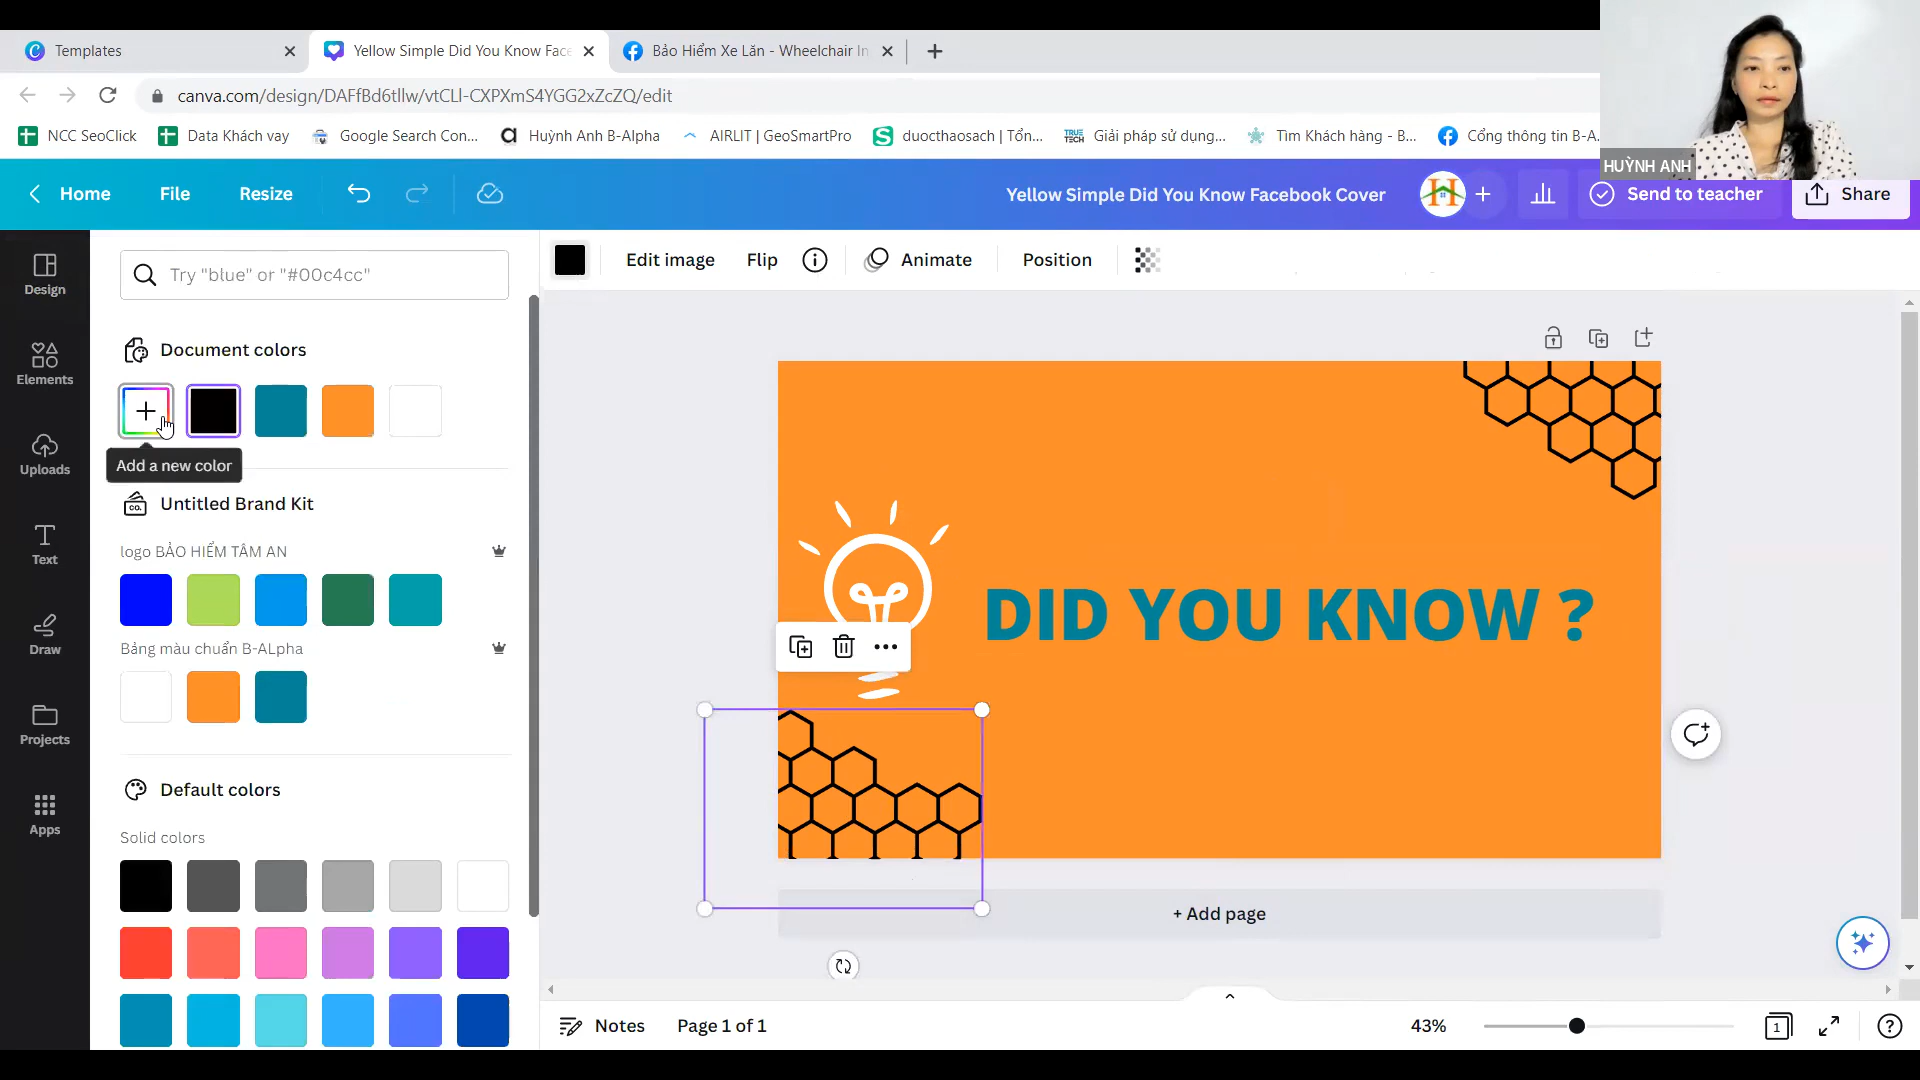 Templates
Yellow Simple Did You Know Face
Bảo Hiểm Xe Lăn - Wheelchair In
canva.com/design/DAFfBd6tllw/vtCLl-CXPXmS4YGG2xZcZQ/edit
NCC SeoClick
Data Khách vay
Google Search Con...
Huỳnh Anh B-Alpha
AIRLIT | GeoSmartPro
duocthaosach | Tổn...
TRUE TECH
Giải pháp sử dụng...
Tìm Khách hàng - B...
Cổng thông tin B-A
HUỲNH ANH
Home
File
Resize
Yellow Simple Did You Know Facebook Cover
H
Send to teacher
Share
Design
Elements
Uploads
Text
Draw
Projects
Apps
Try "blue" or "#00c4cc"
Edit image
Flip
Animate
Position
Document colors
Add a new color
CO.
Untitled Brand Kit
logo BẢO HIỂM TÂM AN
Bảng màu chuẩn B-ALpha
Default colors
Solid colors
DID YOU KNOW ?
+ Add page
Notes
Page 1 of 1
43%
1